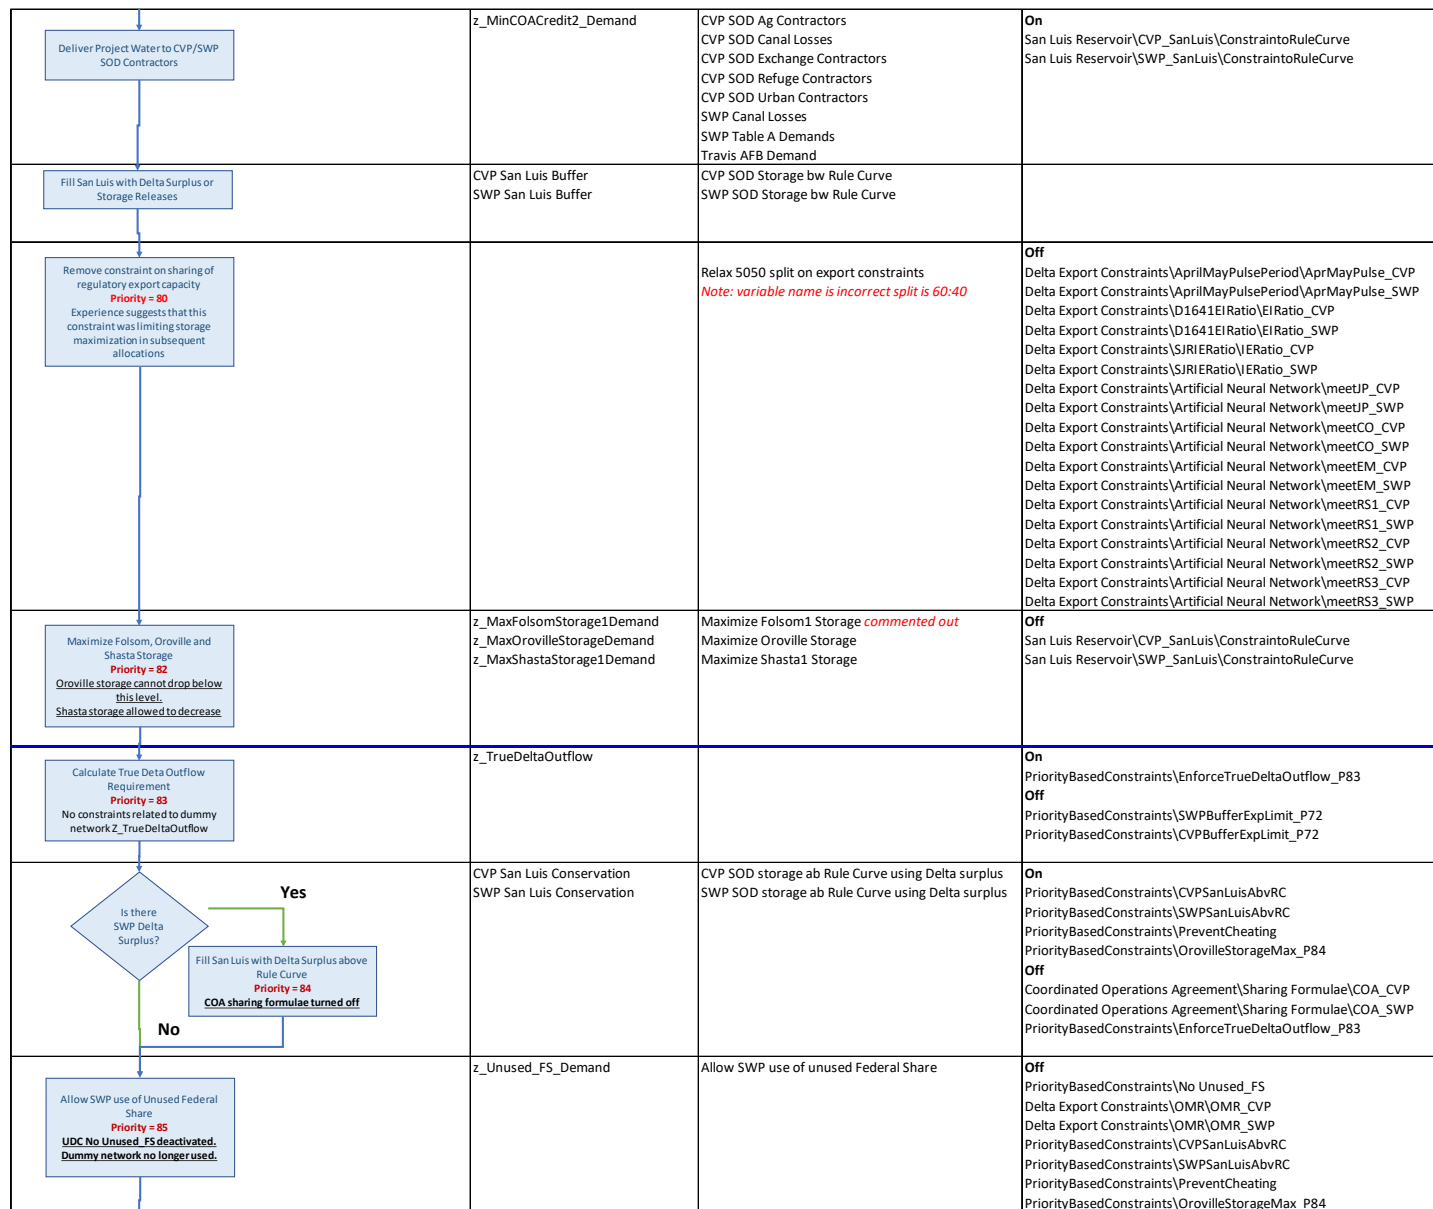 Deliver Project Water to CVP/SWP
SOD Contractors
z_MinCOACredit2_Demand
CVP SOD Ag Contractors
CVP SOD Canal Losses
CVP SOD Exchange Contractors
CVP SOD Refuge Contractors
CVP SOD Urban Contractors
SWP Canal Losses
SWP Table A Demands
Travis AFB Demand
On
San Luis Reservoir\CVP_SanLuis\ConstraintoRuleCurve
San Luis Reservoir\SWP_SanLuis\ConstraintoRuleCurve
Fill San Luis with Delta Surplus or
Storage Releases
CVP San Luis Buffer
SWP San Luis Buffer
CVP SOD Storage bw Rule Curve
SWP SOD Storage bw Rule Curve
Remove constraint on sharing of
regulatory export capacity
Priority = 80
Experience suggests that this
constraint was limiting storage
maximization in subsequent
allocations
Relax 5050 split on export constraints
Note: variable name is incorrect split is 60:40
Off
Delta Export Constraints\AprilMayPulsePeriod\AprMayPulse_CVP
Delta Export Constraints\AprilMayPulsePeriod\AprMayPulse_SWP
Delta Export Constraints\D1641EIRatio\EIRatio_CVP
Delta Export Constraints\D1641EIRatio\EIRatio_SWP
Delta Export Constraints\SJRIERatio\IERatio_CVP
Delta Export Constraints\SJRIERatio\IERatio_SWP
Delta Export Constraints\Artificial Neural Network\meetJP_CVP
Delta Export Constraints\Artificial Neural Network\meetJP_SWP
Delta Export Constraints\Artificial Neural Network\meetCO_CVP
Delta Export Constraints\Artificial Neural Network\meetCO_SWP
Delta Export Constraints\Artificial Neural Network\meetEM_CVP
Delta Export Constraints\Artificial Neural Network\meetEM_SWP
Delta Export Constraints\Artificial Neural Network\meetRS1_CVP
Delta Export Constraints\Artificial Neural Network\meetRS1_SWP
Delta Export Constraints\Artificial Neural Network\meetRS2_CVP
Delta Export Constraints\Artificial Neural Network\meetRS2_SWP
Delta Export Constraints\Artificial Neural Network\meetRS3_CVP
Delta Export Constraints\Artificial Neural Network\meetRS3_SWP
Maximize Folsom, Oroville and
Shasta Storage
Priority = 82
Oroville storage cannot drop below
this level.
Shasta storage allowed to decrease
z_MaxFolsomStorage1Demand
z_MaxOrovilleStorageDemand
z_MaxShastaStorage1Demand
Maximize Folsom1 Storage commented out
Maximize Oroville Storage
Maximize Shasta1 Storage
Off
San Luis Reservoir\CVP_SanLuis\ConstraintoRuleCurve
San Luis Reservoir\SWP_SanLuis\ConstraintoRuleCurve
Calculate True Deta Outflow
Requirement
Priority = 83
No constraints related to dummy
network Z_TrueDeltaOutflow
z_TrueDeltaOutflow
On
PriorityBasedConstraints\EnforceTrueDeltaOutflow_P83
Off
PriorityBasedConstraints\SWPBufferExpLimit_P72
PriorityBasedConstraints\CVPBufferExpLimit_P72
Is there
SWP Delta
Surplus?
Yes
Fill San Luis with Delta Surplus above
Rule Curve
Priority = 84
COA sharing formulae turned off
No
CVP San Luis Conservation
SWP San Luis Conservation
CVP SOD storage ab Rule Curve using Delta surplus
SWP SOD storage ab Rule Curve using Delta surplus
On
PriorityBasedConstraints\CVPSanLuisAbvRC
PriorityBasedConstraints\SWPSanLuisAbvRC
PriorityBasedConstraints\PreventCheating
PriorityBasedConstraints\OrovilleStorageMax_P84
Off
Coordinated Operations Agreement\Sharing Formulae\COA_CVP
Coordinated Operations Agreement\Sharing Formulae\COA_SWP
PriorityBasedConstraints\EnforceTrueDeltaOutflow_P83
Allow SWP use of Unused Federal
Share
Priority = 85
UDC No Unused_FS deactivated.
Dummy network no longer used.
z_Unused_FS_Demand
Allow SWP use of unused Federal Share
Off
PriorityBasedConstraints\No Unused_FS
Delta Export Constraints\OMR\OMR_CVP
Delta Export Constraints\OMR\OMR_SWP
PriorityBasedConstraints\CVPSanLuisAbvRC
PriorityBasedConstraints\SWPSanLuisAbvRC
PriorityBasedConstraints\PreventCheating
PriorityBasedConstraints\OrovilleStorageMax_P84